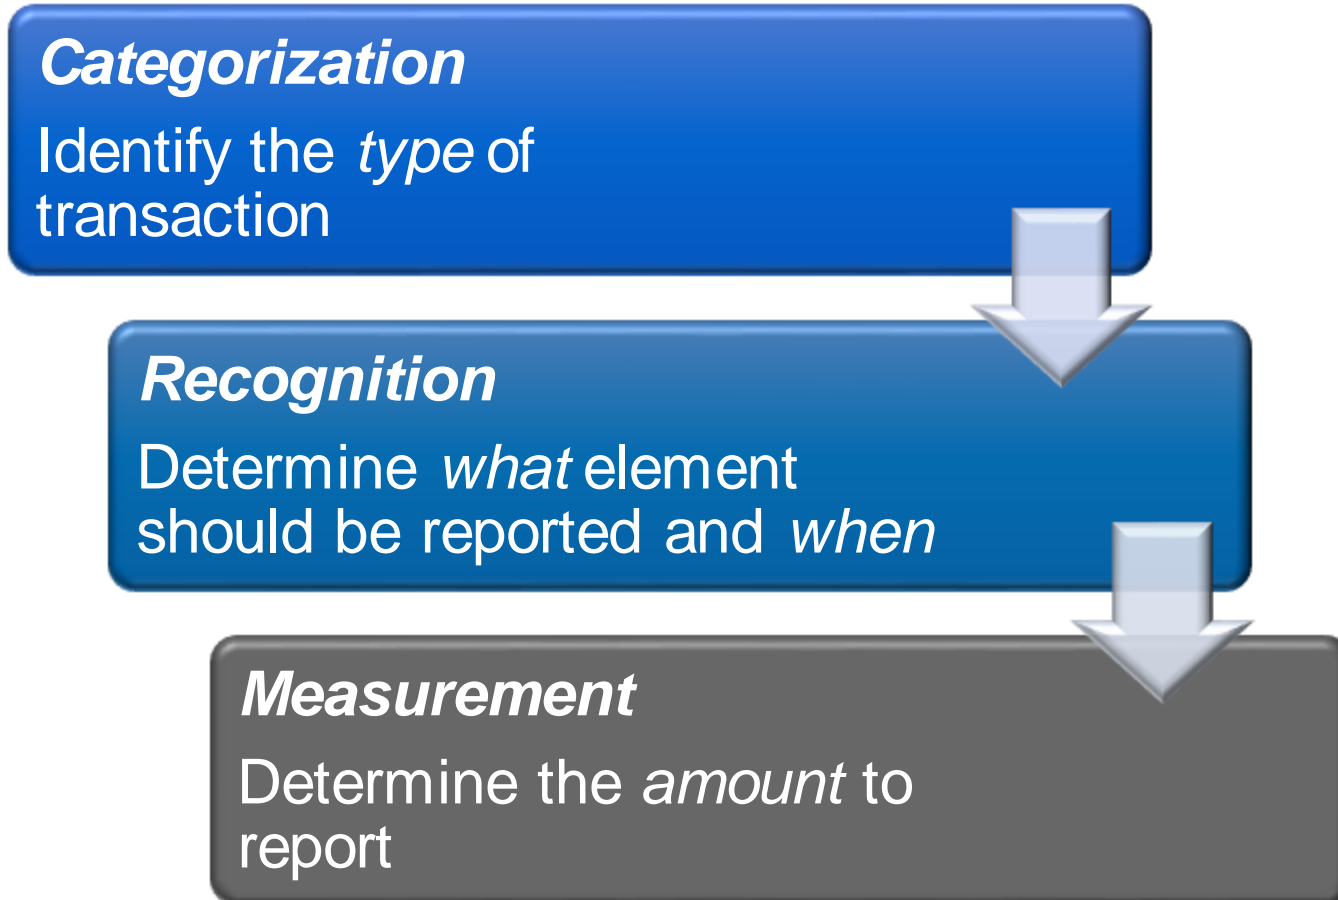 Categorization
Identify the type of
transaction
Recognition
Determine what element
should be reported and when
Measurement
Determine the amount to
report